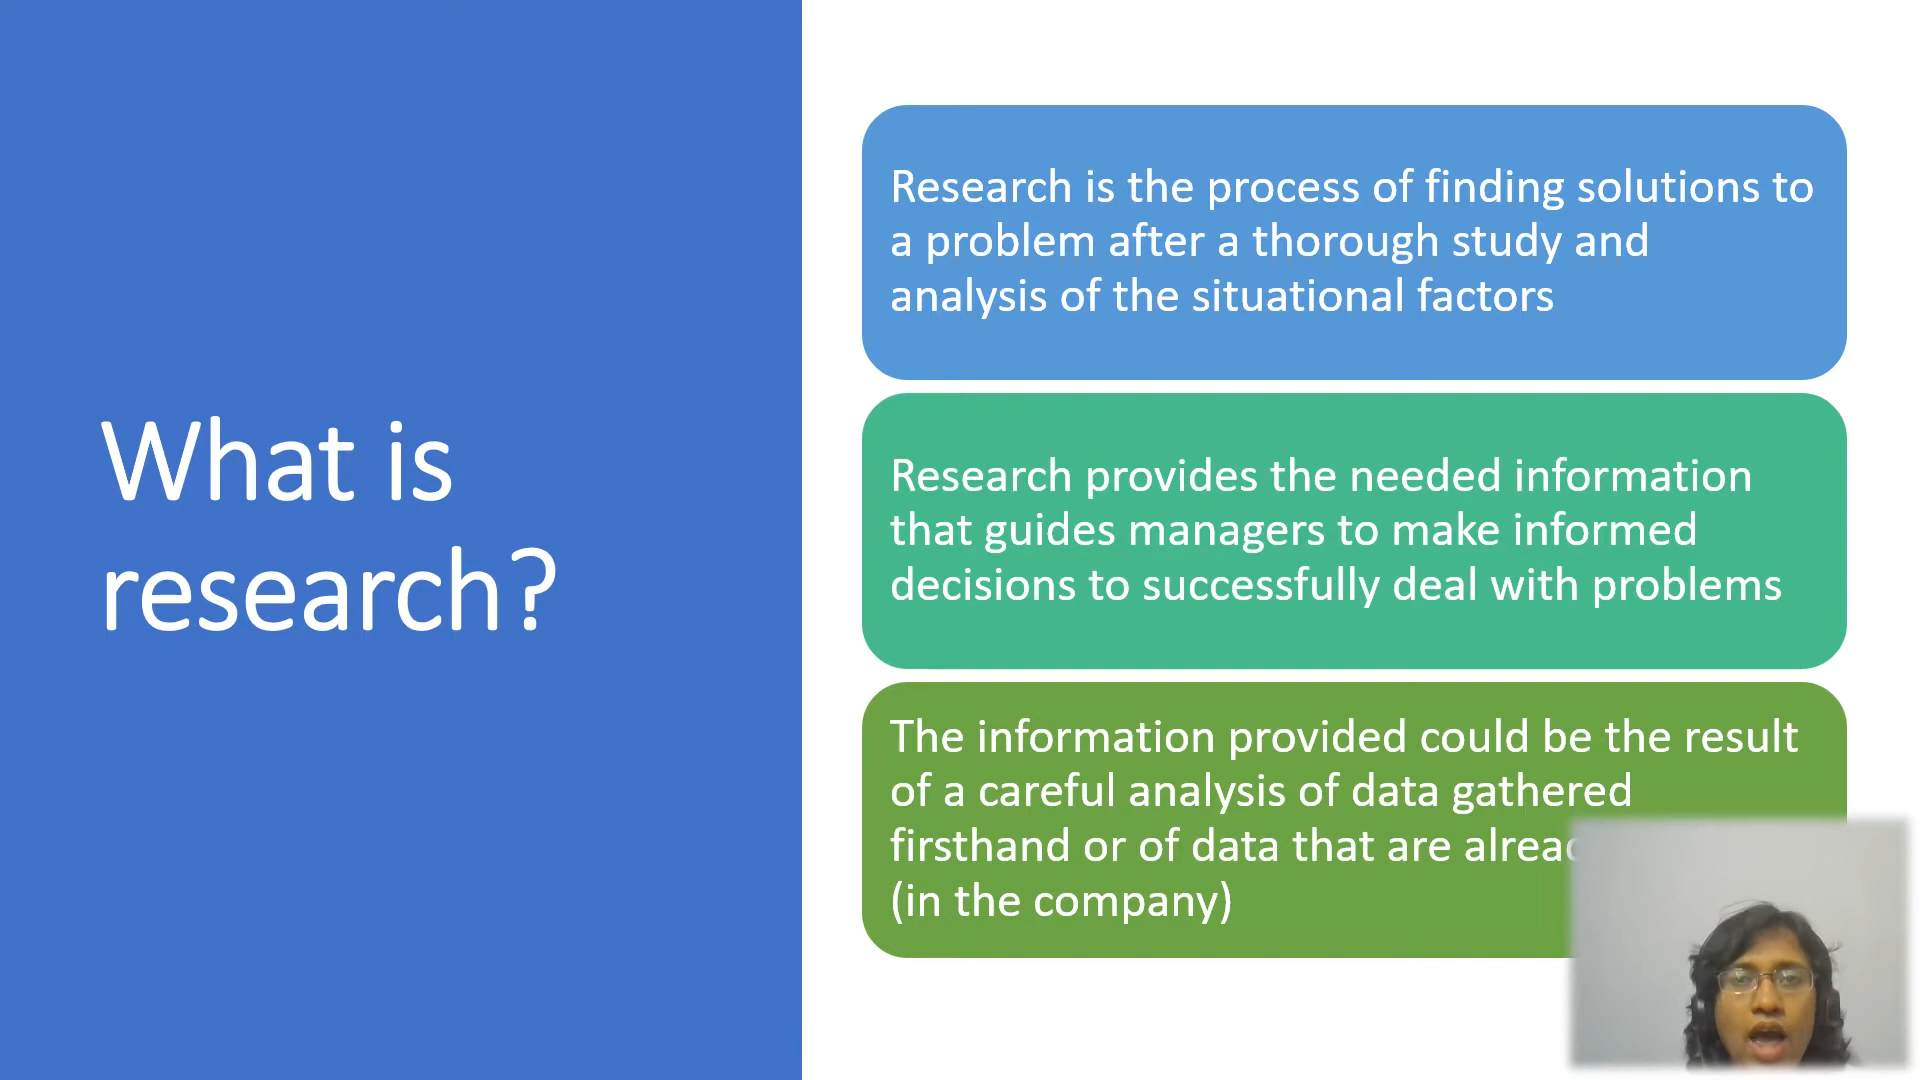 What is
research?
Research is the process of finding solutions to
a problem after a thorough study and
analysis of the situational factors
Research provides the needed information
that guides managers to make informed
decisions to successfully deal with problems
The information provided could be the result
of a careful analysis of data gathered
firsthand or of data that are
(in the company)